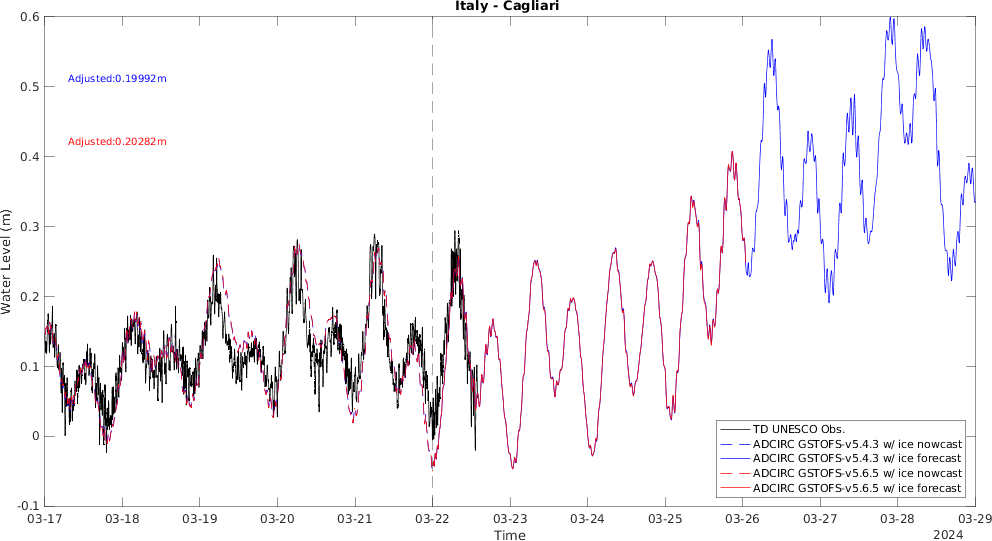 Italy - Cagliari
Water Level (m)
0.6
0.5
0.4
0.3
0.2
0.1
0
-0.1
Adjusted:0.19992m
Adjusted:0.20282m
TD UNESCO Obs.
ADCIRC GSTOFS-v5.4.3 w/ ice nowcast
ADCIRC GSTOFS-v5.4.3 w/ ice forecast
ADCIRC GSTOFS-v5.6.5 w/ ice nowcast
ADCIRC GSTOFS-v5.6.5 w/ ice forecast
03-17 03-18 03-19 03-20 03-21 03-22 03-23 03-24 03-25 03-26 03-27 03-28 03-29
Time
2024